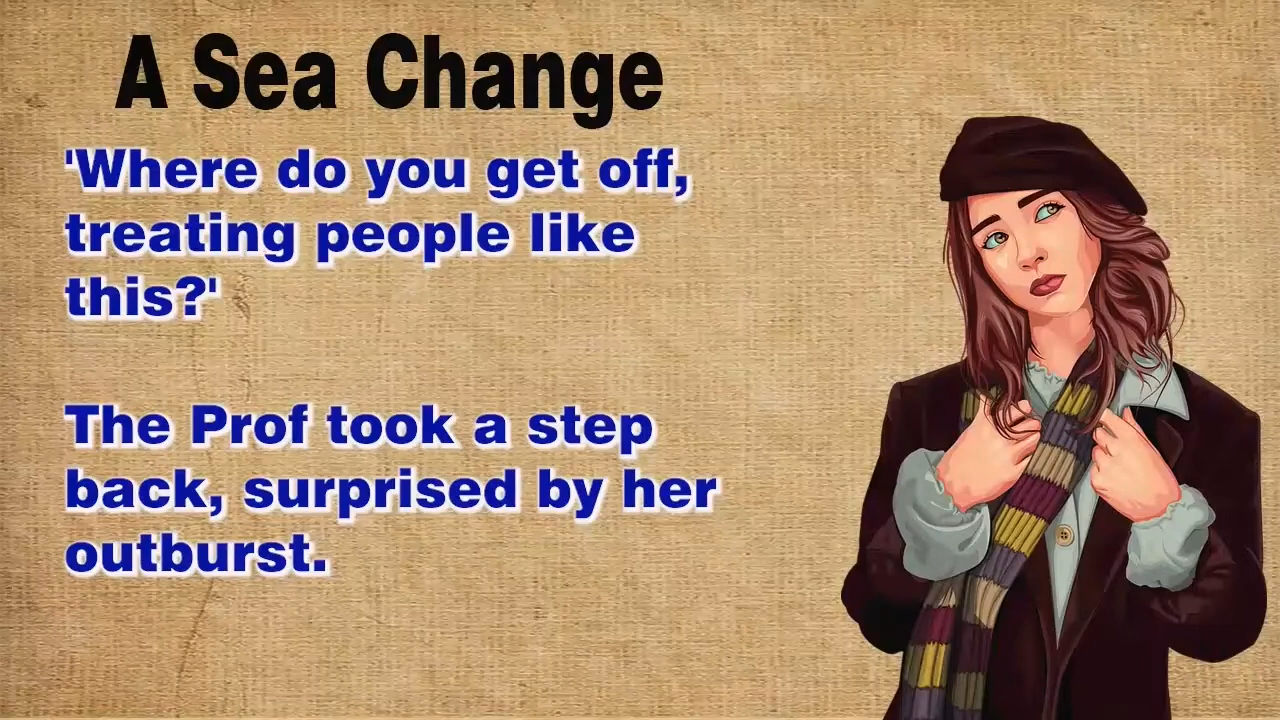 A Sea Change
'Where do you get off,
treating people like
this?'
The Prof took a step
back, surprised by her
outburst.